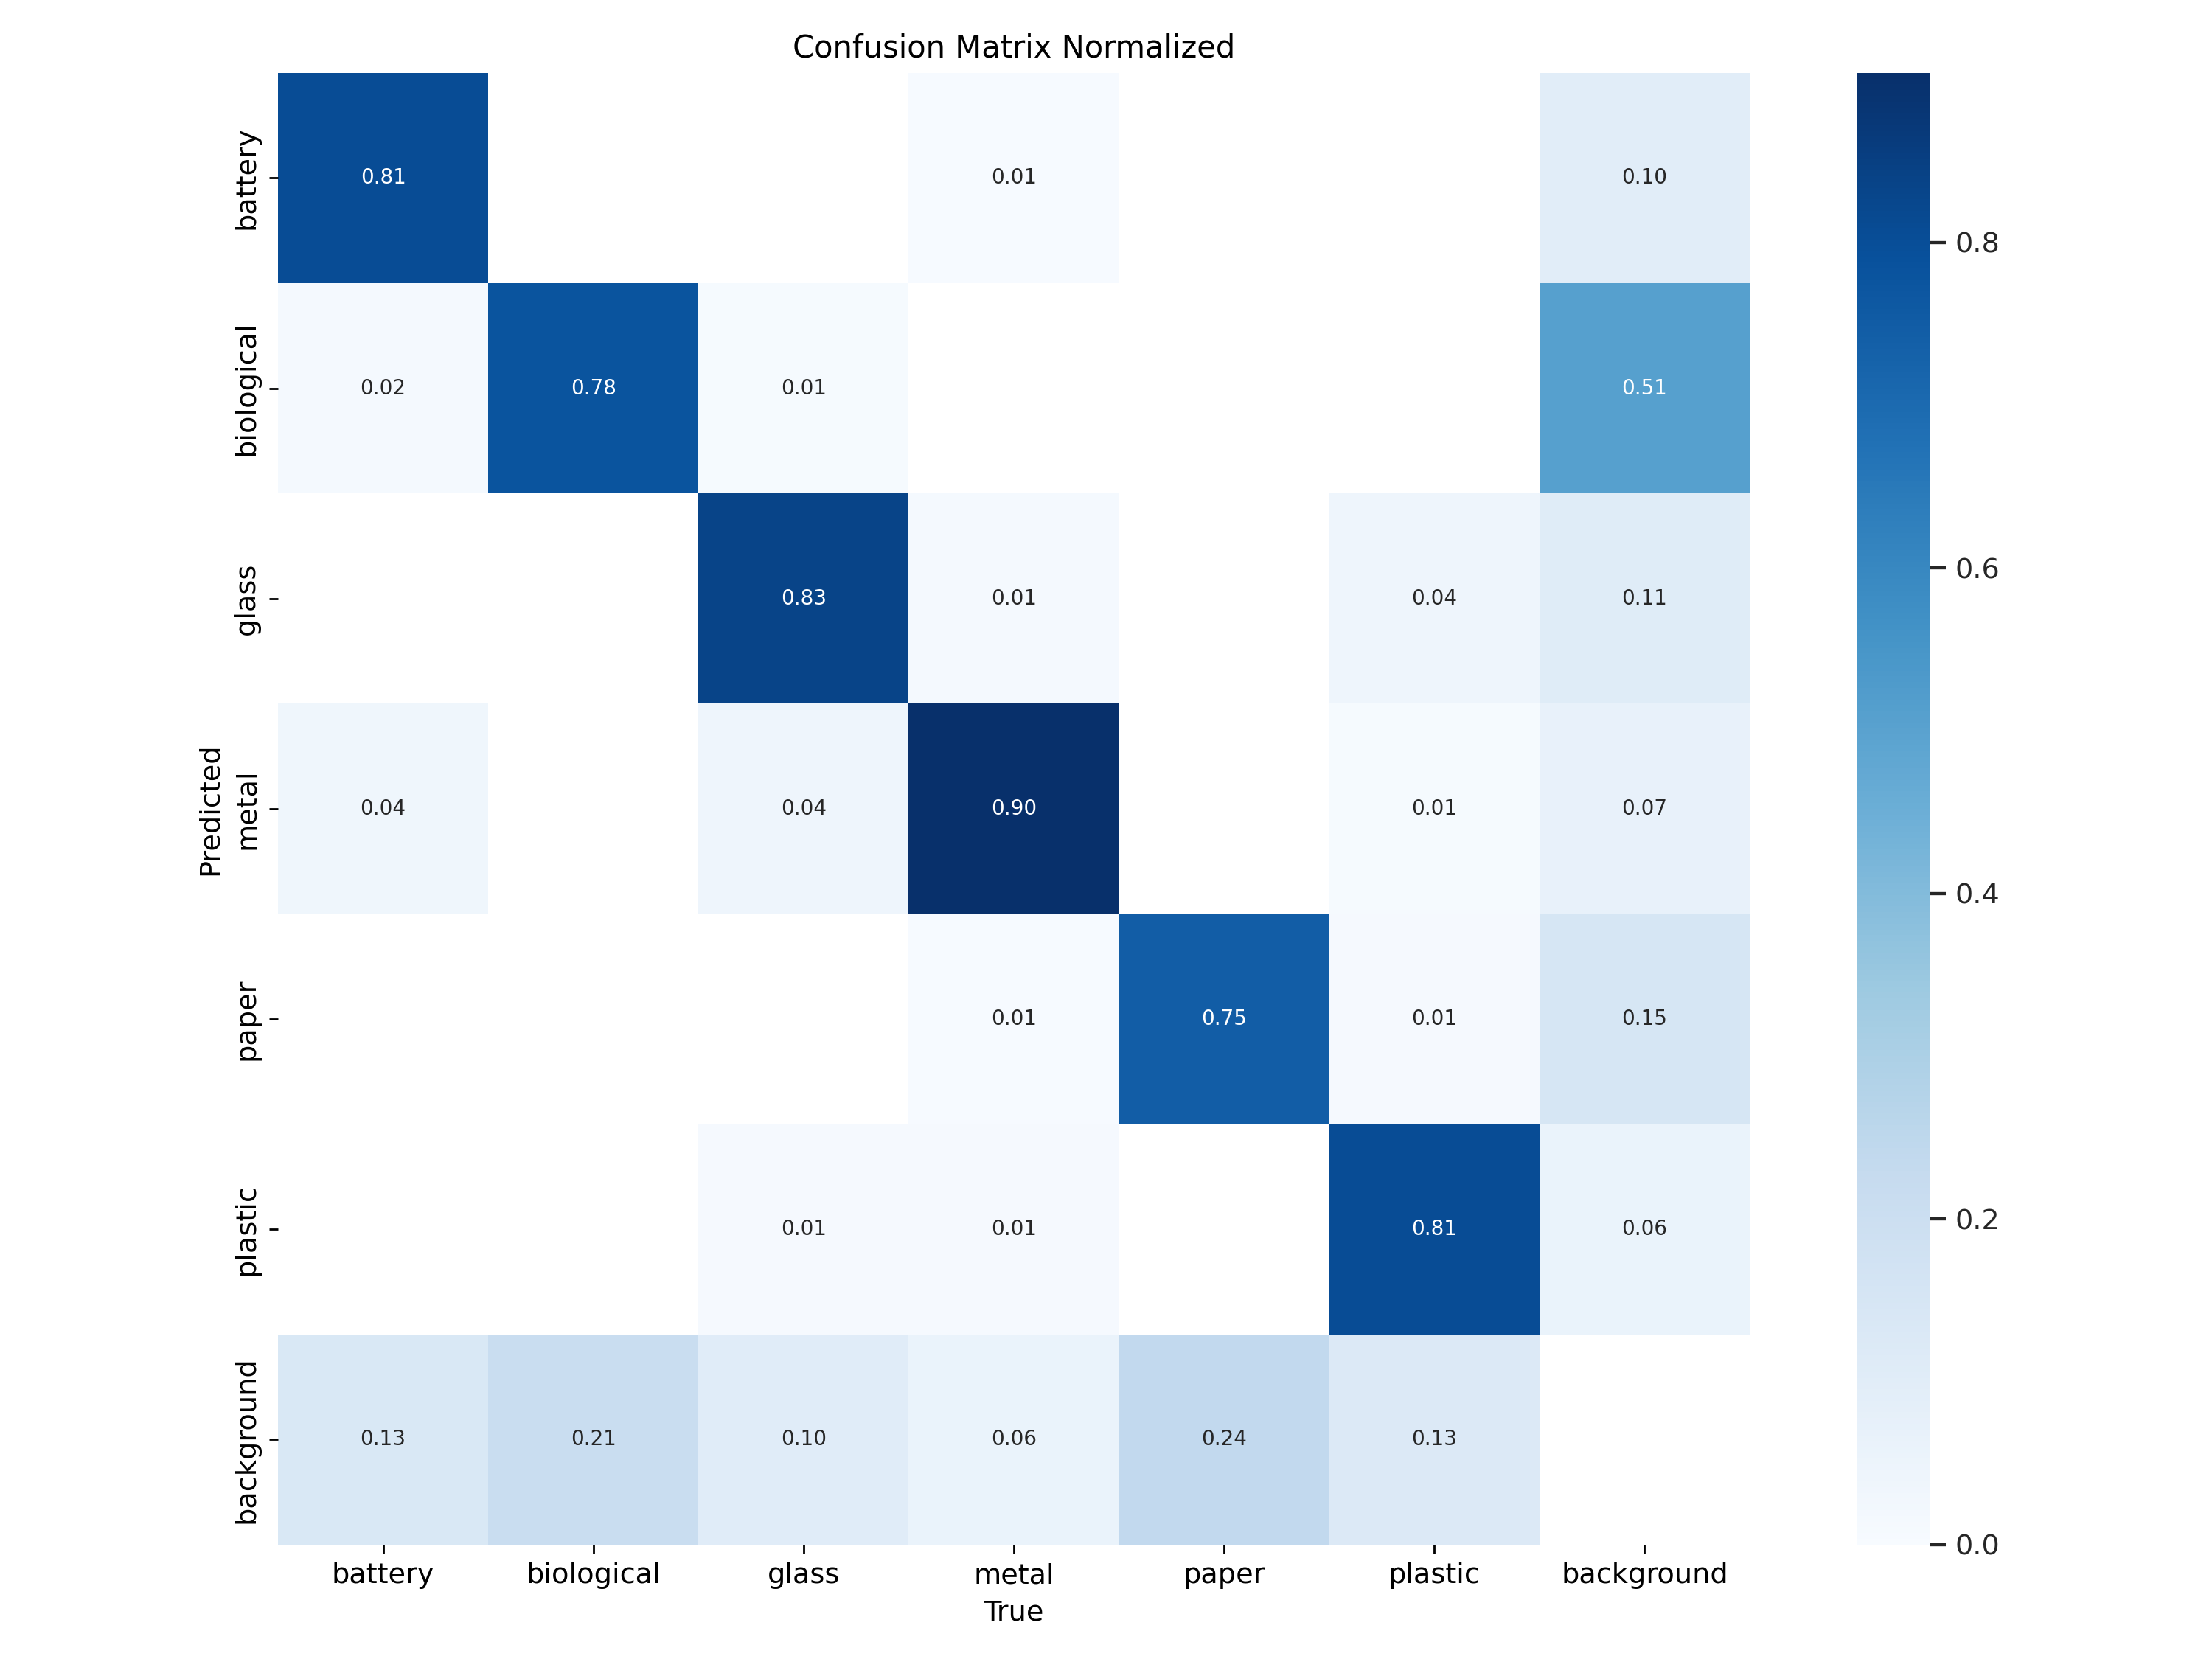 Confusion Matrix Normalized
battery 0.81 0.01 0.10
biological 0.02 0.78 0.01 0.51
glass 0.83 0.01 0.04 0.11
metal 0.04 0.04 0.90 0.01 0.07
paper 0.01 0.75 0.01 0.15
plastic 0.01 0.01 0.81 0.06
background 0.13 0.21 0.10 0.06 0.24 0.13
Predicted
battery biological glass metal paper plastic background
True
0.8
0.6
0.4
0.2
0.0